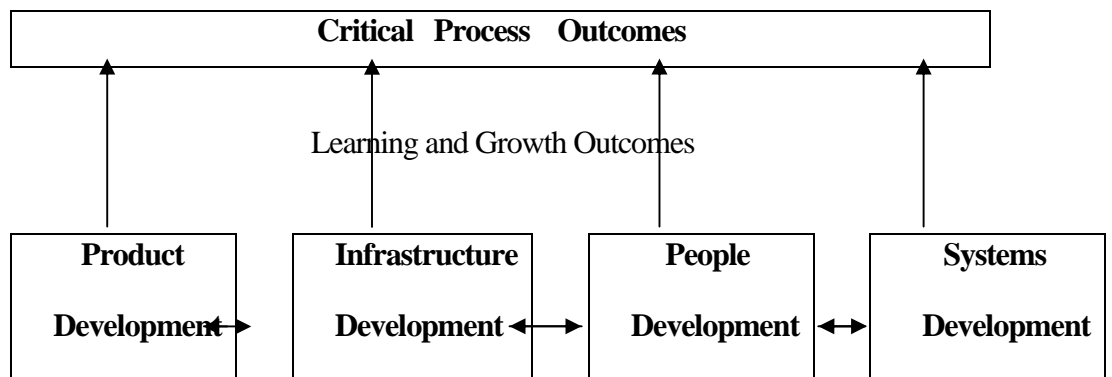 Critical Process Outcomes
Learning and Growth Outcomes
Product
Development
Infrastructure
Development
People
Development
Systems
Development